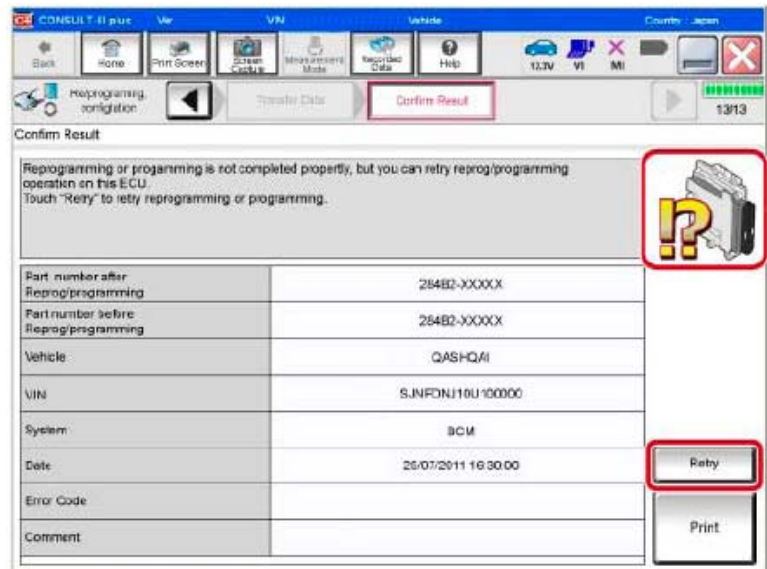 CONSULT-III plus Ver VIN Vehicle Country : Japan
Back Home Print Screen Screen Capture Measurement Mode Recorded Data Help 12.3V VI MI
Reprogramming, configlation Transfer Data Confirm Result 13/13
Confirm Result
Reprogramming or progamming is not completed propertly, but you can retry reprog/programming
operation on this ECU.
Touch "Retry" to retry reprogramming or programming.
!?
Part number after
Reprog/programming
284B2-XXXXX
Part number before
Reprog/programming
284B2-XXXXX
Vehicle QASHQAI
VIN
System BCM
Date 26/07/2011 16:30:00
Retry
Error Code
Comment
Print